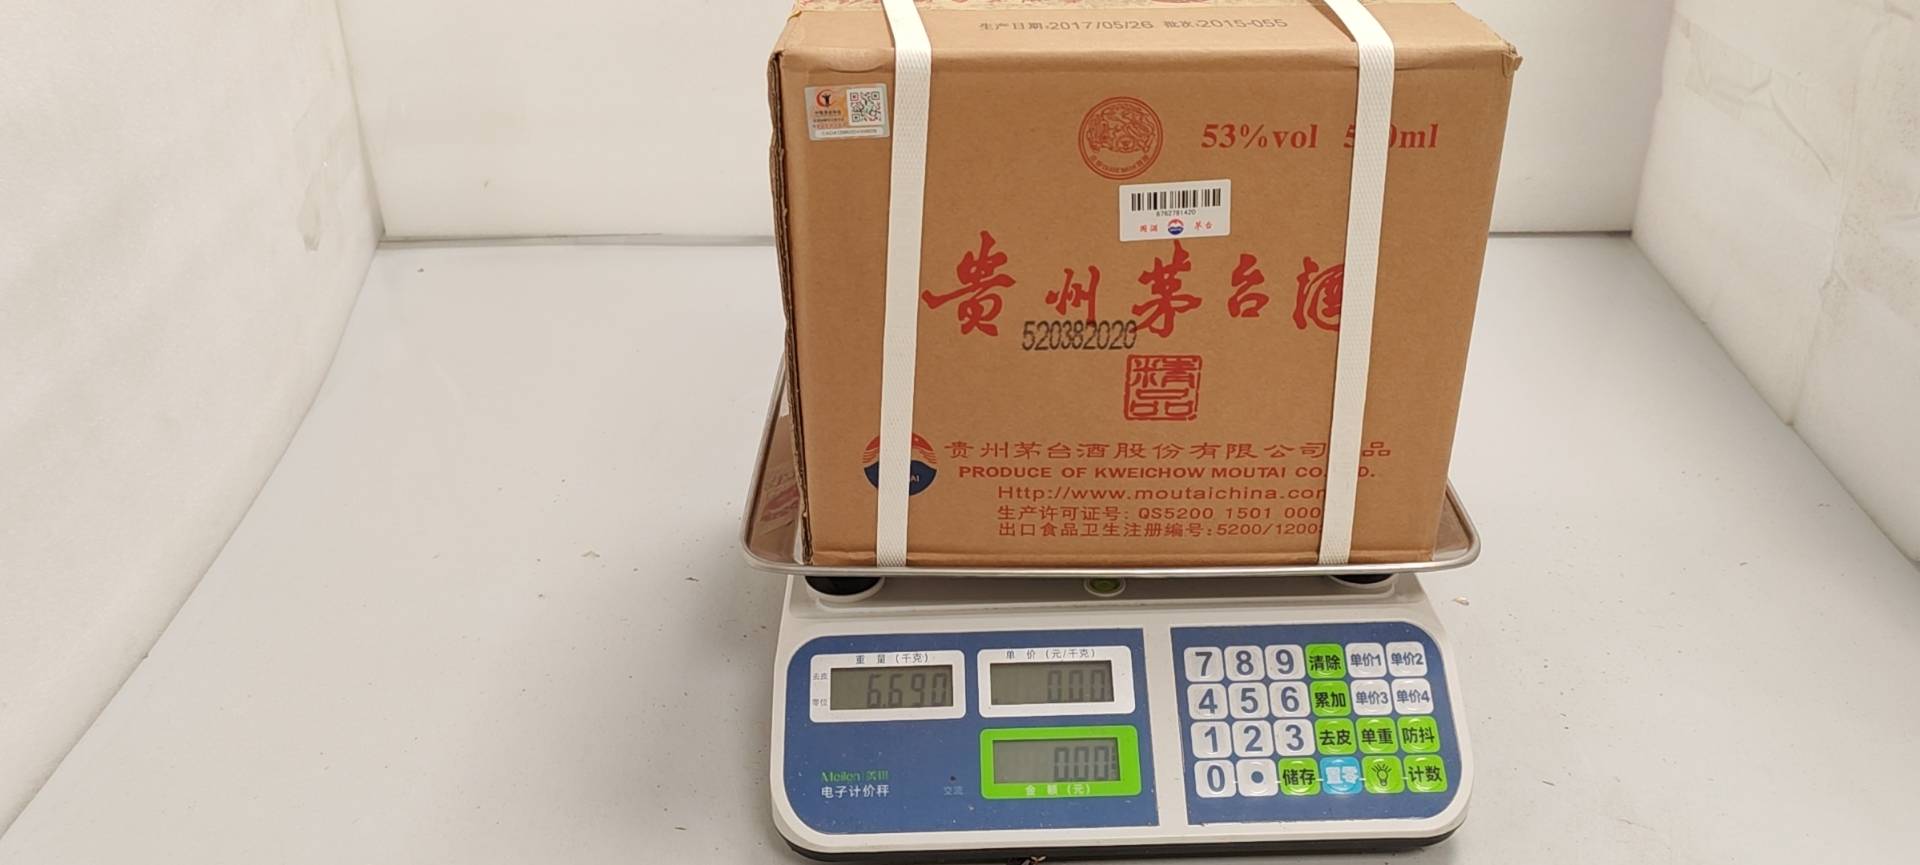 生产日期:2017/05/26 批次:2015-055
53%vol 5 0ml
6762781420
国酒 茅台
贵州茅台酒
520382020
精品
贵州茅台酒股份有限公司 品
PRODUCE OF KWEICHOW MOUTAI CO. D.
Http://www.moutaichina.co
生产许可证号: QS5200 1501 000
出口食品卫生注册编号:5200/1200
重 量 (千克)
单 价 (元/千克)
去皮
零位
6.690
0.00
0.00
金 额 (元)
Meilen
电子计价秤
交流
7 8 9 清除 单价1 单价2
4 5 6 累加 单价3 单价4
1 2 3 去皮 单重 防抖
0 • 储存 置零 计数